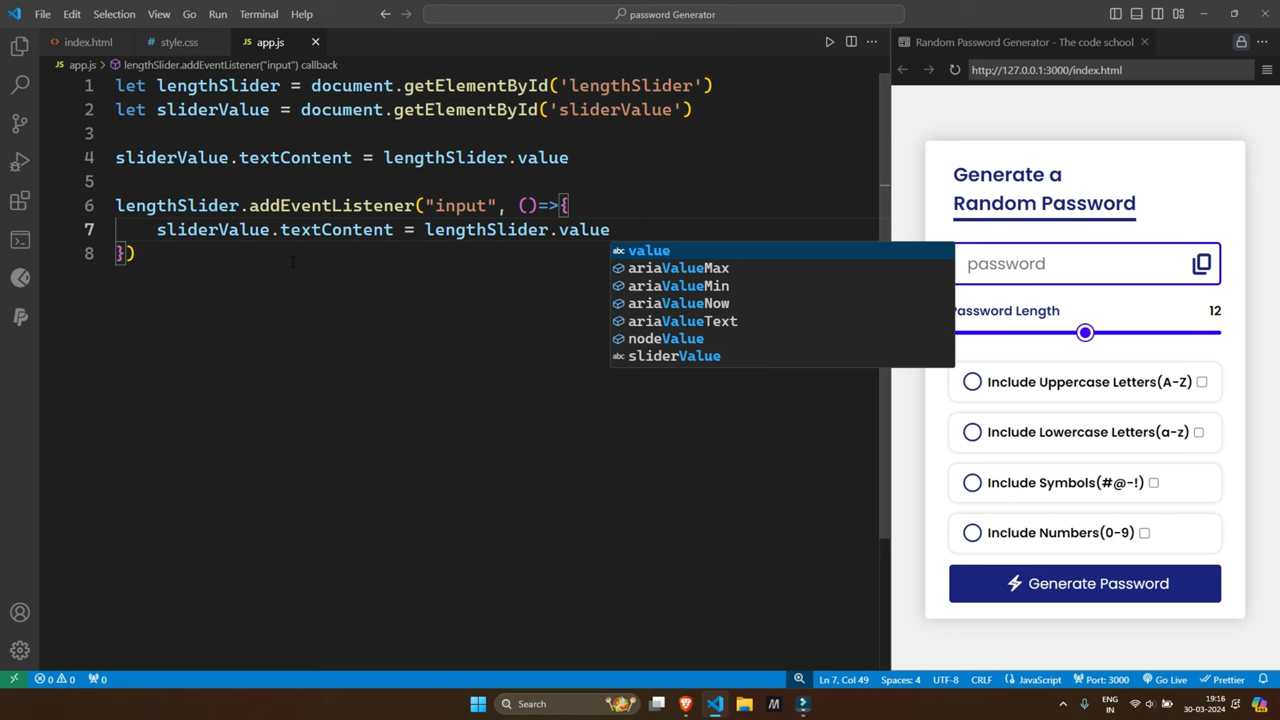 File Edit Selection View Go Run Terminal Help
password Generator
index.html
style.css
app.js
app.js > lengthSlider.addEventListener("input") callback
1 let lengthSlider = document.getElementById('lengthSlider')
2 let sliderValue = document.getElementById('sliderValue')
3
4 sliderValue.textContent = lengthSlider.value
5
6 lengthSlider.addEventListener("input", ()=>{
7 sliderValue.textContent = lengthSlider.value
8 })
abc value
ariaValueMax
ariaValueMin
ariaValueNow
ariaValueText
nodeValue
abc sliderValue
Random Password Generator - The code school
http://127.0.0.1:3000/index.html
Generate a
Random Password
password
Password Length 12
Include Uppercase Letters(A-Z)
Include Lowercase Letters(a-z)
Include Symbols(#@-!)
Include Numbers(0-9)
Generate Password
0 0 0
Ln 7, Col 49 Spaces: 4 UTF-8 CRLF JavaScript Port: 3000 Go Live Prettier
Search
M
ENG
IN
19:16
30-03-2024